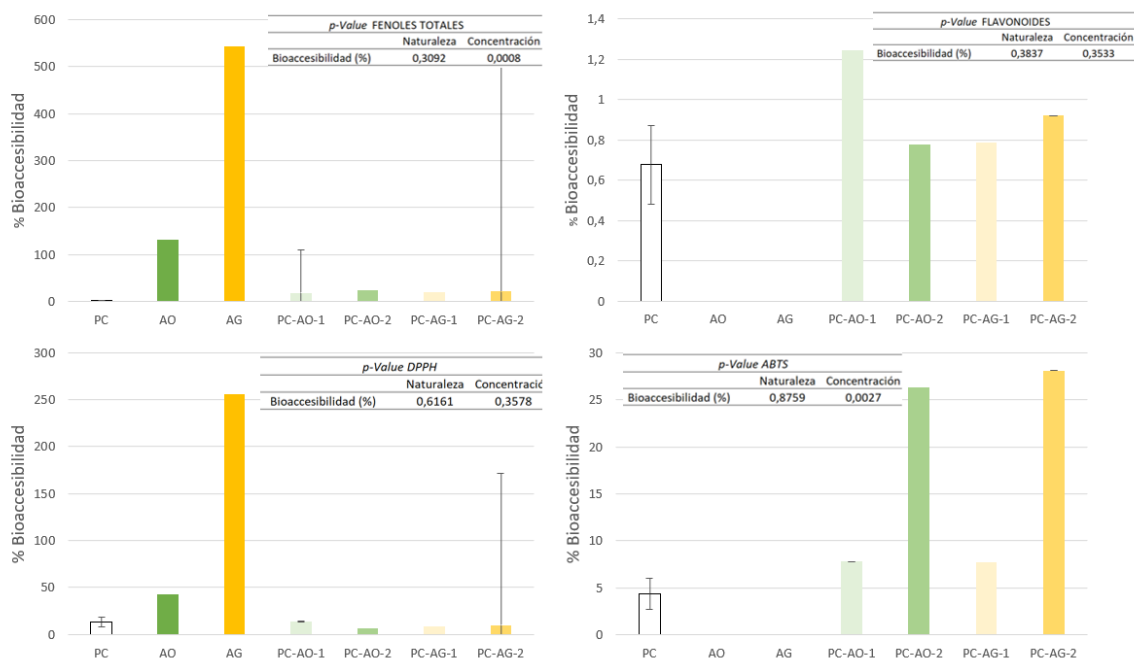 p-Value FENOLES TOTALES
Naturaleza Concentración
Bioaccesibilidad (%) 0,3092 0,0008
% Bioaccesibilidad
600
500
400
300
200
100
0
PC AO AG PC-AO-1 PC-AO-2 PC-AG-1 PC-AG-2
p-Value FLAVONOIDES
Naturaleza Concentración
Bioaccesibilidad (%) 0,3837 0,3533
% Bioaccesibilidad
1,4
1,2
1
0,8
0,6
0,4
0,2
0
PC AO AG PC-AO-1 PC-AO-2 PC-AG-1 PC-AG-2
p-Value DPPH
Naturaleza Concentració
Bioaccesibilidad (%) 0,6161 0,3578
% Bioaccesibilidad
300
250
200
150
100
50
0
PC AO AG PC-AO-1 PC-AO-2 PC-AG-1 PC-AG-2
p-Value ABTS
Naturaleza Concentración
Bioaccesibilidad (%) 0,8759 0,0027
% Bioaccesibilidad
30
25
20
15
10
5
0
PC AO AG PC-AO-1 PC-AO-2 PC-AG-1 PC-AG-2